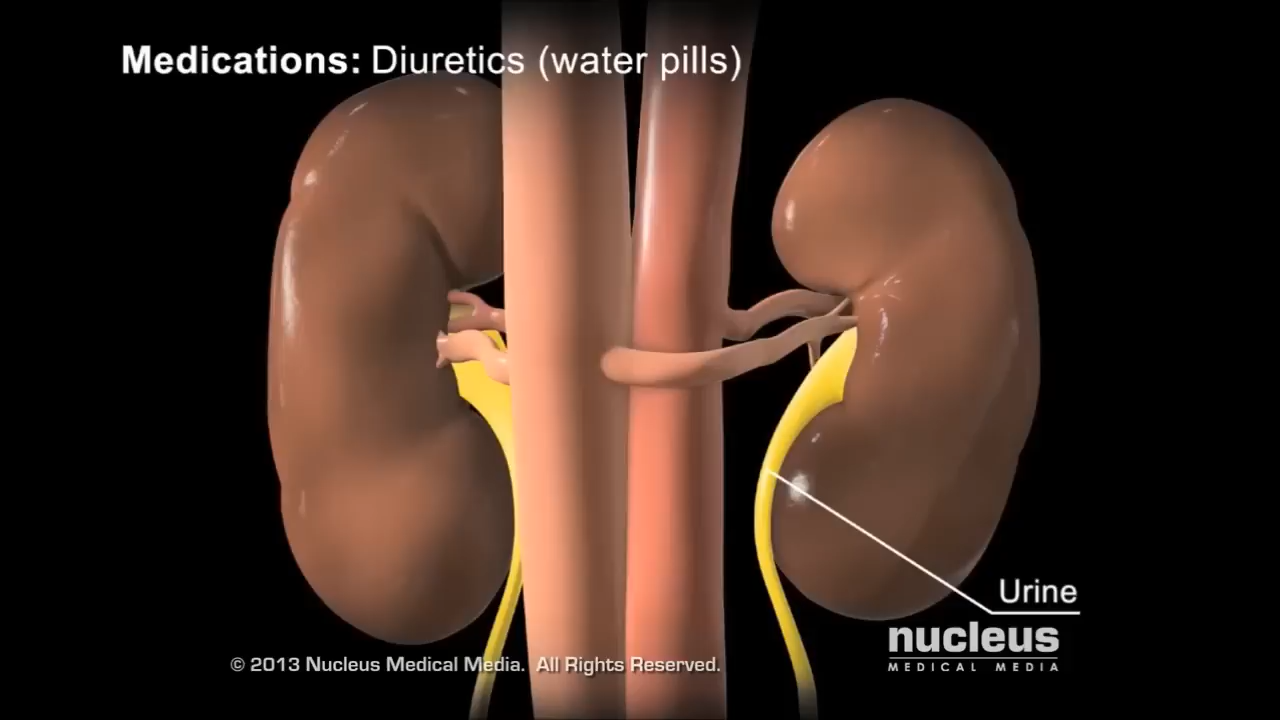 Medications: Diuretics (water pills)
Urine
nucleus
MEDICAL MEDIA
© 2013 Nucleus Medical Media. All Rights Reserved.